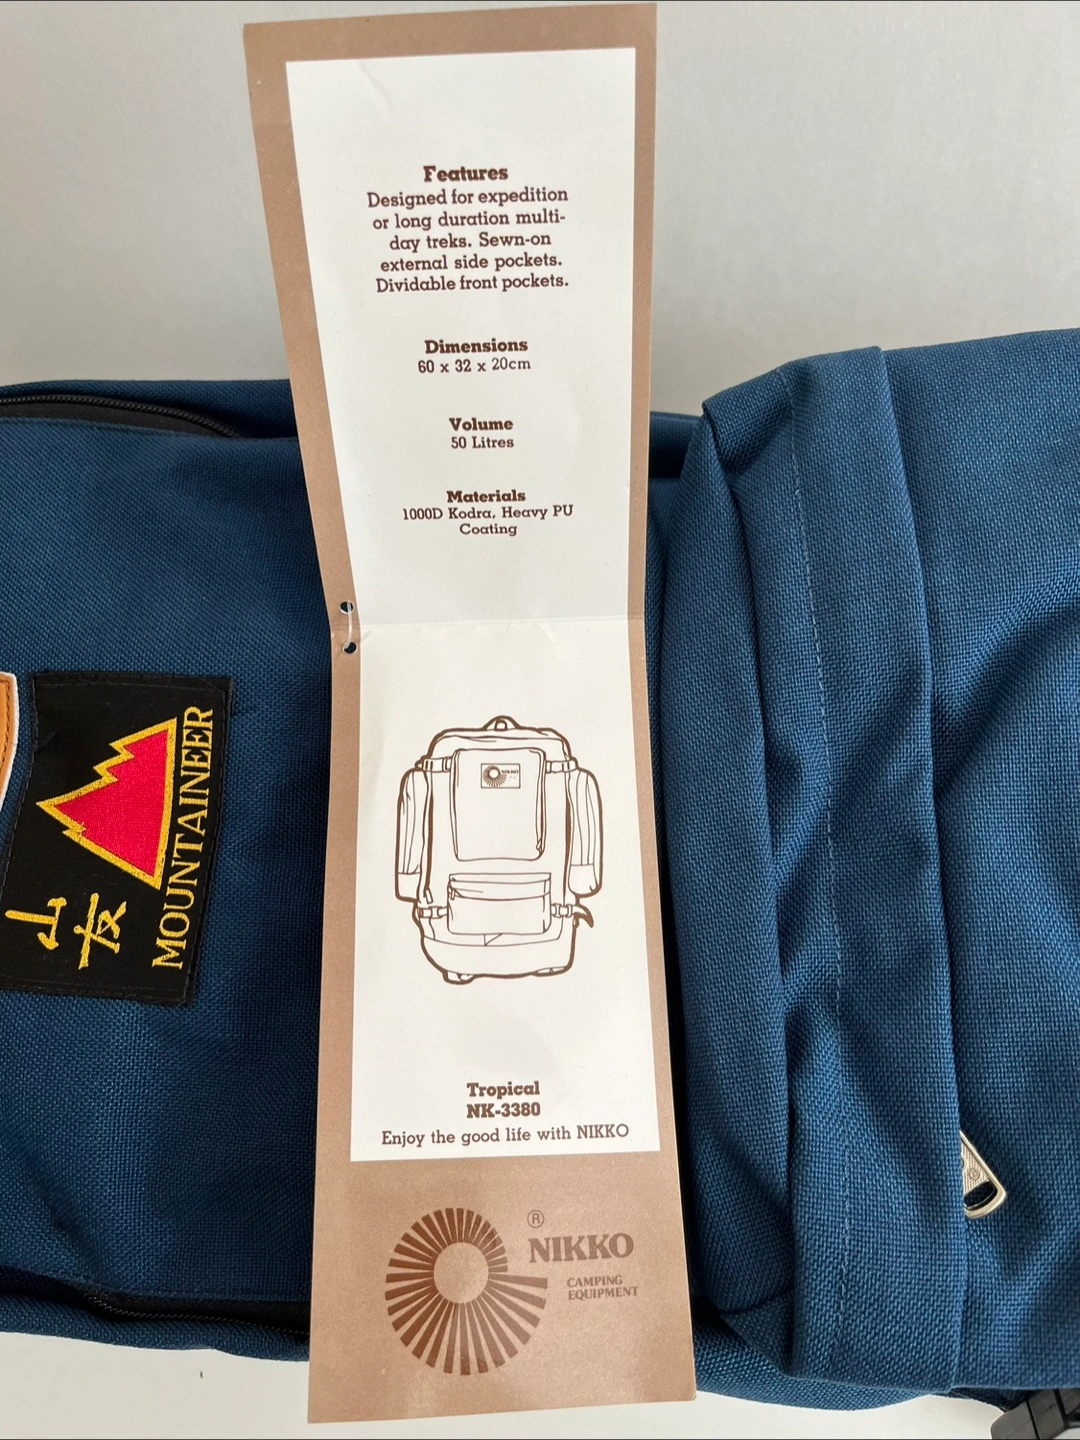 Features
Designed for expedition
or long duration multi-
day treks. Sewn-on
external side pockets.
Dividable front pockets.
Dimensions
60 x 32 x 20cm
Volume
50 Litres
Materials
1000D Kodra, Heavy PU
Coating
NIKKO
Tropical
NK-3380
Enjoy the good life with NIKKO
®
NIKKO
CAMPING
EQUIPMENT
山友
MOUNTAINEER